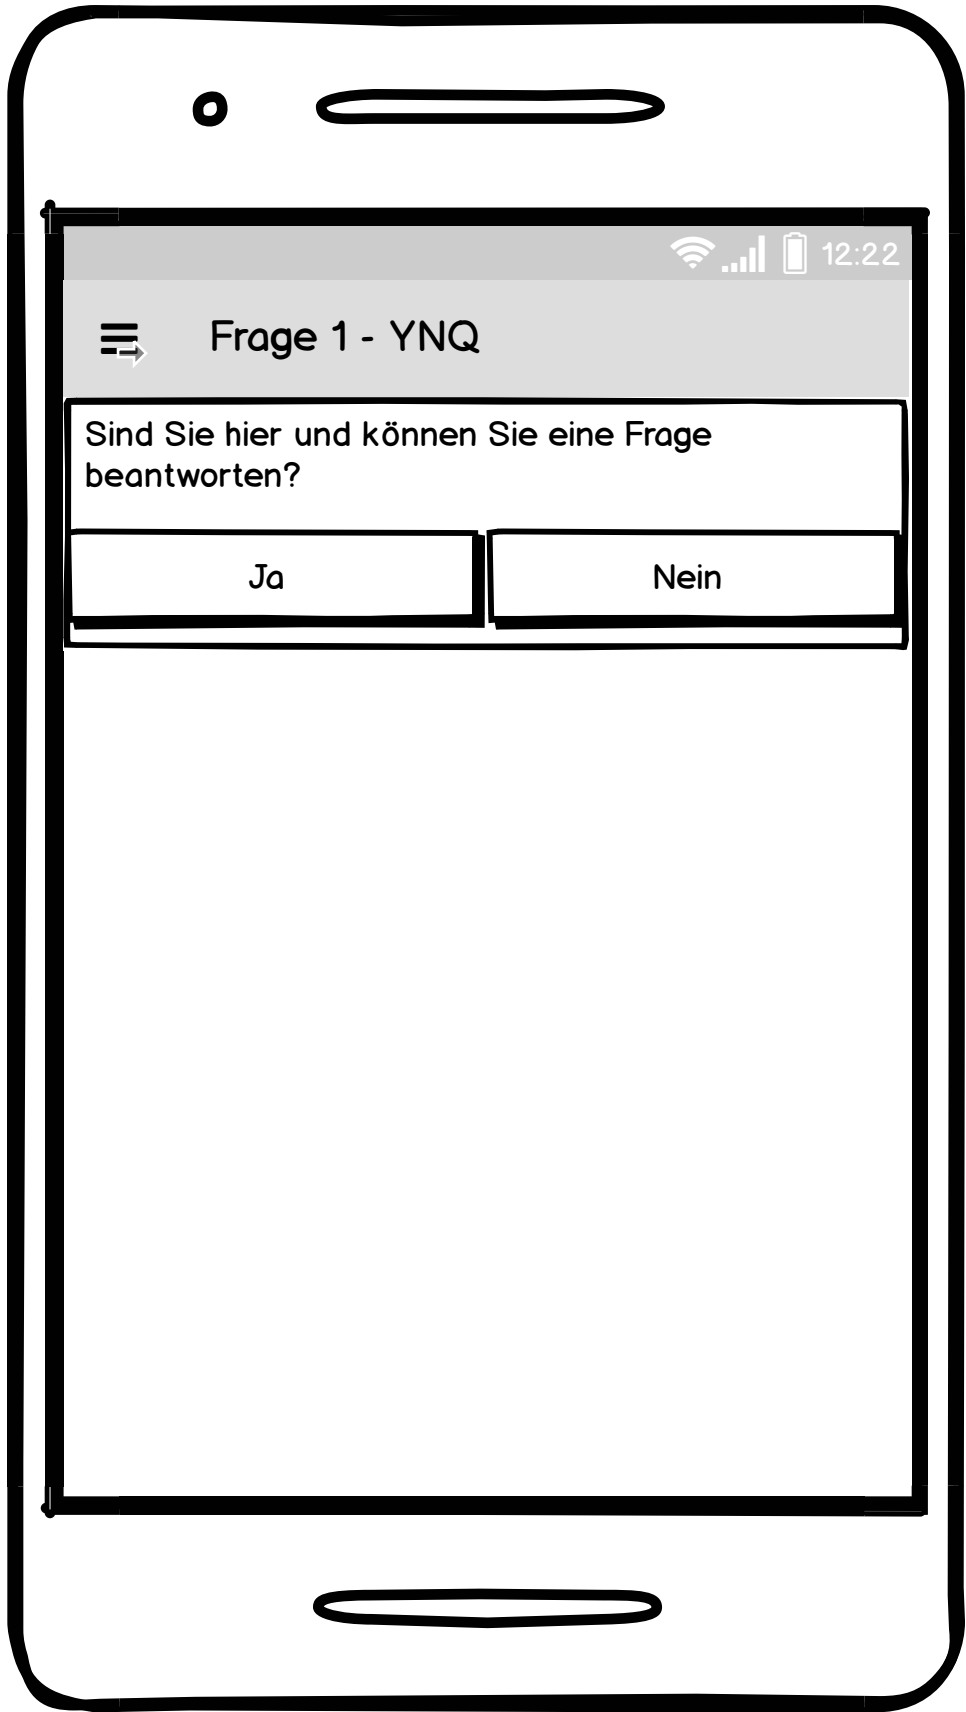 12:22
Frage 1 - YNQ
Sind Sie hier und können Sie eine Frage
beantworten?
Ja
Nein